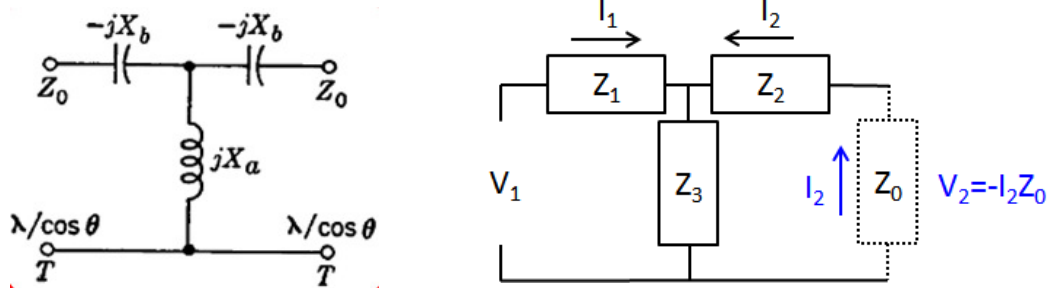 -jX_b -jX_b
Z_0 Z_0
jX_a
λ/cos θ λ/cos θ
T T
I_1 I_2
Z_1 Z_2
V_1 Z_3 I_2 Z_0 V_2=-I_2Z_0